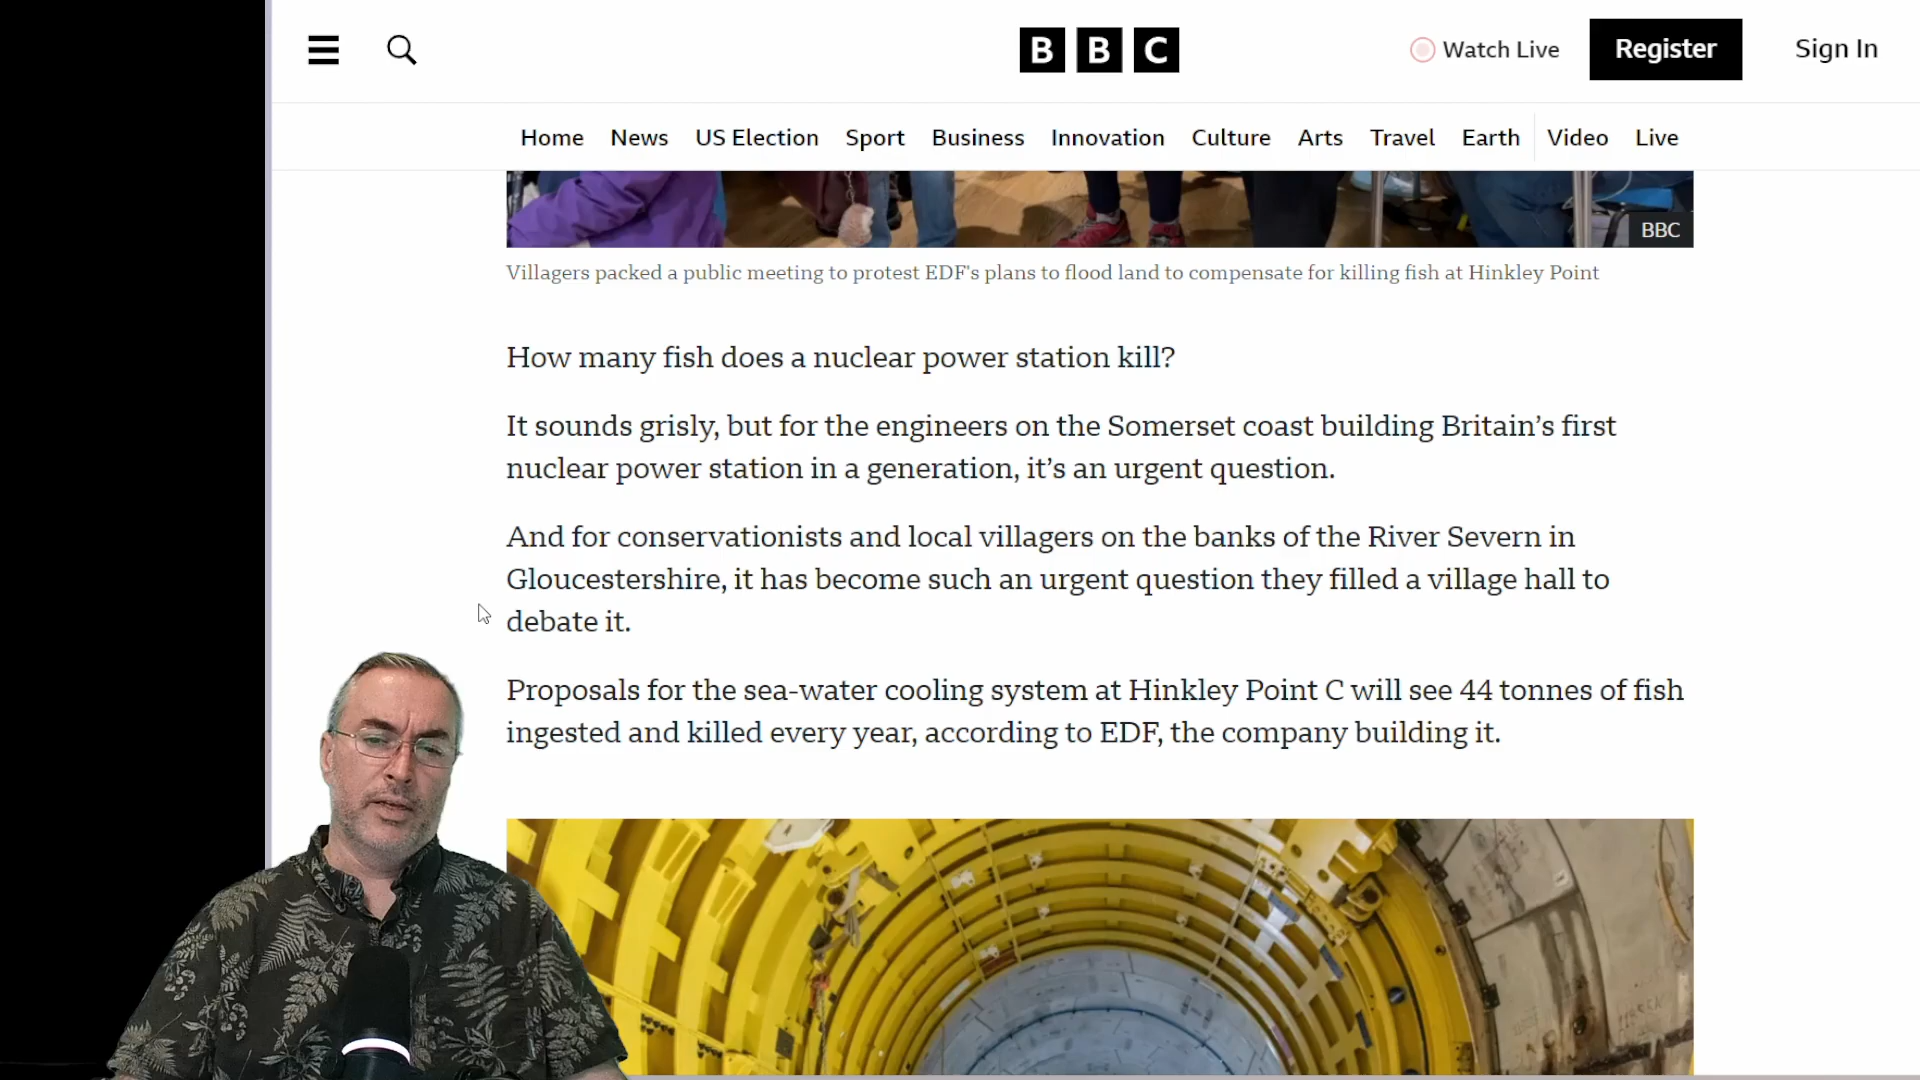 BBC
Watch Live
Register
Sign In
Home
News
US Election
Sport
Business
Innovation
Culture
Arts
Travel
Earth
Video
Live
BBC
Villagers packed a public meeting to protest EDF's plans to flood land to compensate for killing fish at Hinkley Point
How many fish does a nuclear power station kill?
It sounds grisly, but for the engineers on the Somerset coast building Britain’s first
nuclear power station in a generation, it’s an urgent question.
And for conservationists and local villagers on the banks of the River Severn in
Gloucestershire, it has become such an urgent question they filled a village hall to
debate it.
Proposals for the sea-water cooling system at Hinkley Point C will see 44 tonnes of fish
ingested and killed every year, according to EDF, the company building it.